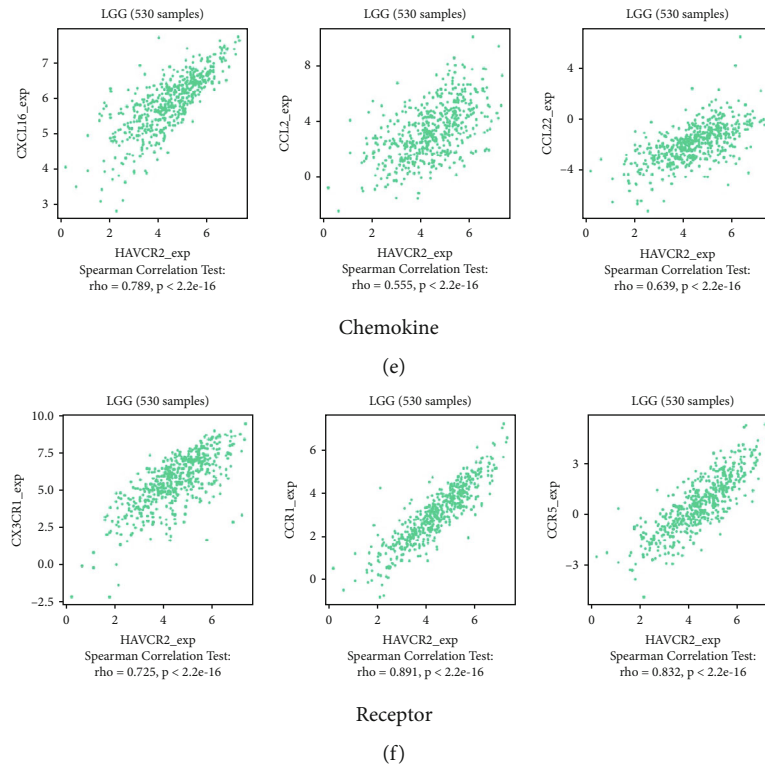 LGG (530 samples)
CXCL16_exp
7
6
5
4
3
0 2 4 6
HAVCR2_exp
Spearman Correlation Test:
rho = 0.789, p < 2.2e-16
LGG (530 samples)
CCL2_exp
8
4
0
0 2 4 6
HAVCR2_exp
Spearman Correlation Test:
rho = 0.555, p < 2.2e-16
LGG (530 samples)
CCL22_exp
4
0
−4
0 2 4 6
HAVCR2_exp
Spearman Correlation Test:
rho = 0.639, p < 2.2e-16
Chemokine
(e)
LGG (530 samples)
CX3CR1_exp
10.0
7.5
5.0
2.5
0.0
−2.5
0 2 4 6
HAVCR2_exp
Spearman Correlation Test:
rho = 0.725, p < 2.2e-16
LGG (530 samples)
CCR1_exp
6
4
2
0
0 2 4 6
HAVCR2_exp
Spearman Correlation Test:
rho = 0.891, p < 2.2e-16
LGG (530 samples)
CCR5_exp
3
0
−3
0 2 4 6
HAVCR2_exp
Spearman Correlation Test:
rho = 0.832, p < 2.2e-16
Receptor
(f)